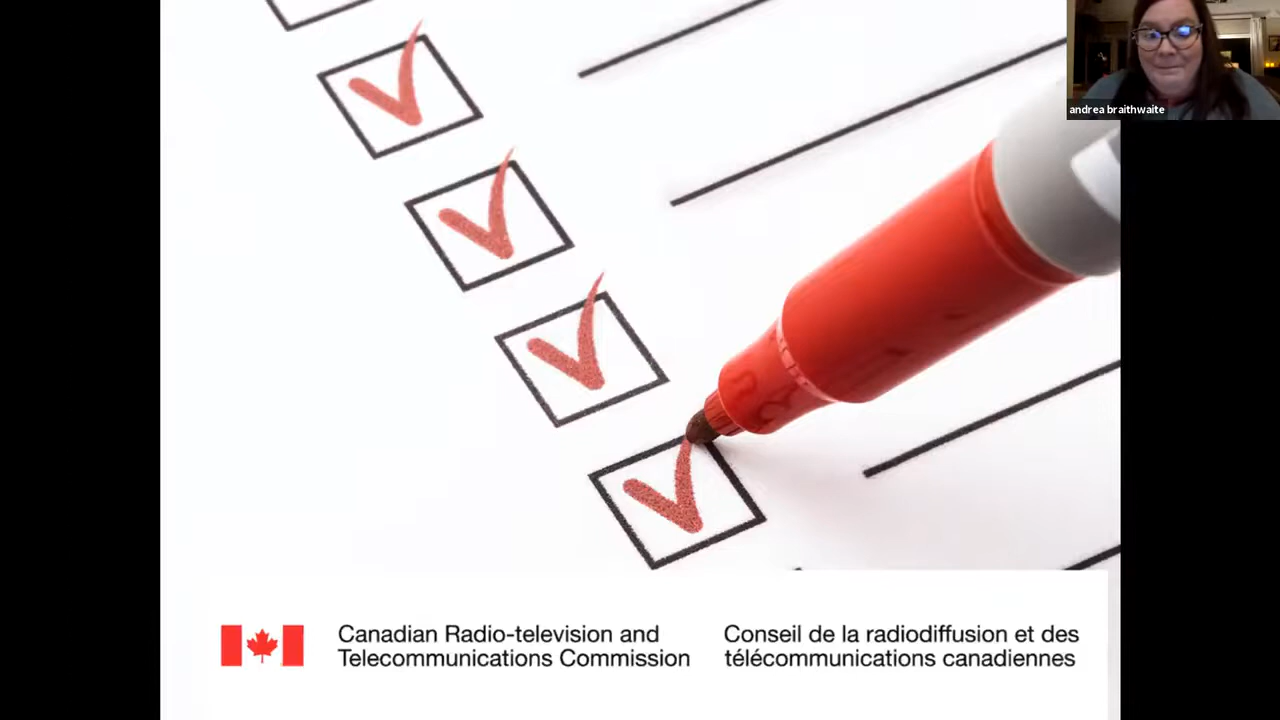 andrea braithwaite
Canadian Radio-television and
Telecommunications Commission
Conseil de la radiodiffusion et des
télécommunications canadiennes